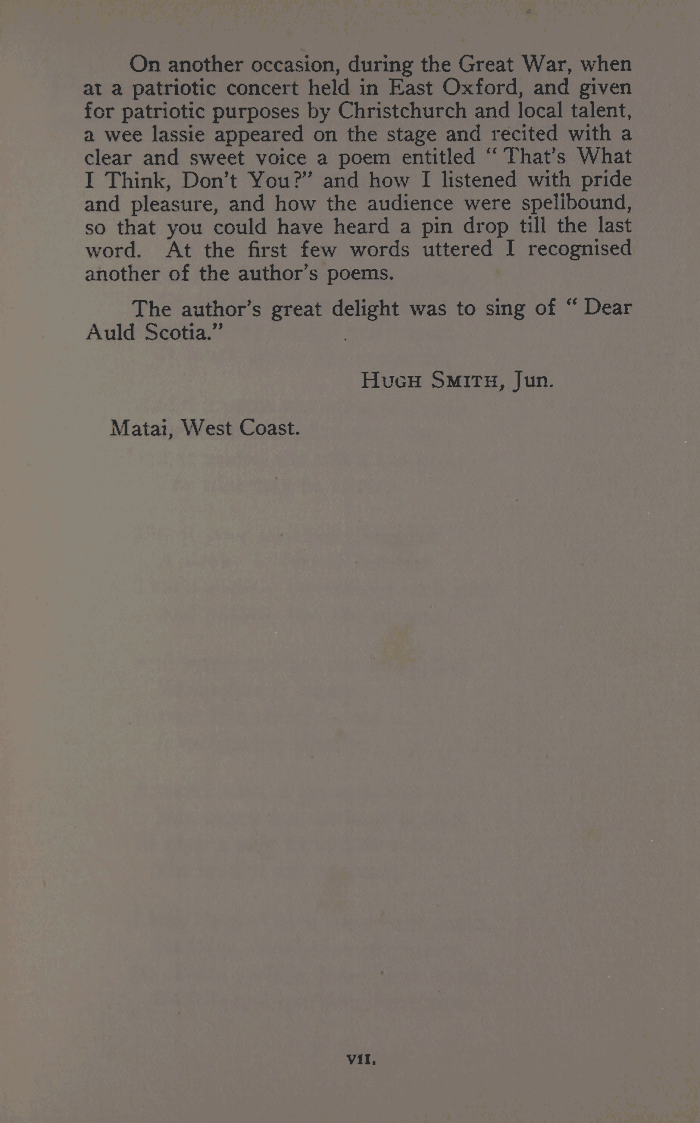 On another occasion, during the Great War, when
at a patriotic concert held in East Oxford, and given
for patriotic purposes by Christchurch and local talent,
a wee lassie appeared on the stage and recited with a
clear and sweet voice a poem entitled “ That's What
I Think, Don't You?” and how I listened with pride
and pleasure, and how the audience were spellbound,
so that you could have heard a pin drop till the last
word. At the first few words uttered I recognised
another of the author's poems.
The author's great delight was to sing of “ Dear
Auld Scotia.”
HUGH SMITH, Jun.
Matai, West Coast.
VII.